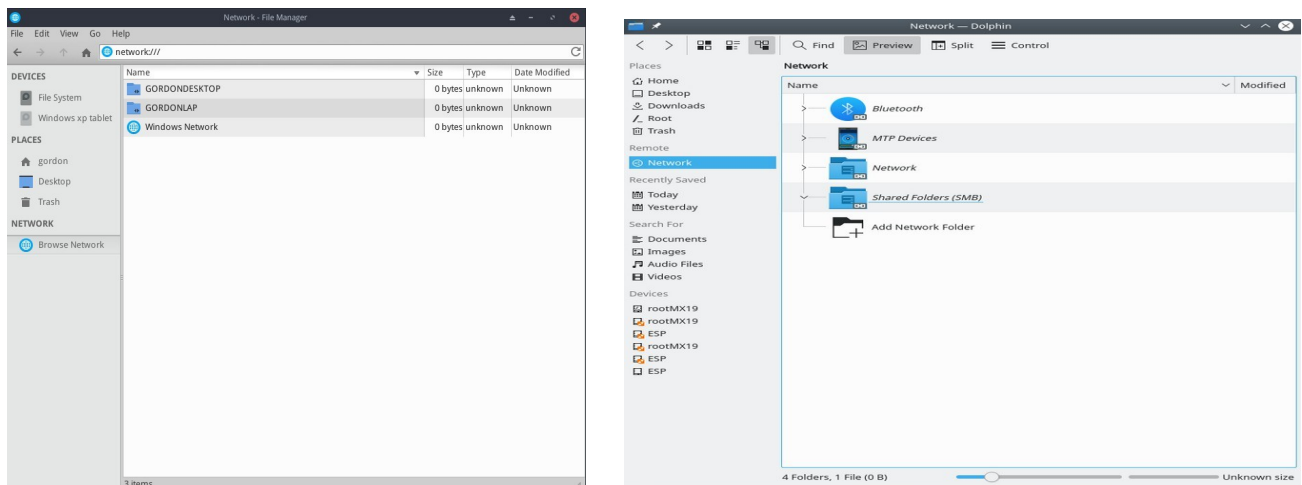 Network - File Manager
File Edit View Go Help
network:///
DEVICES
File System
Windows xp tablet
PLACES
gordon
Desktop
Trash
NETWORK
Browse Network
Name Size Type Date Modified
GORDONDESKTOP 0 bytes unknown Unknown
GORDONLAP 0 bytes unknown Unknown
Windows Network 0 bytes unknown Unknown
3 items
Network — Dolphin
Find Preview Split Control
Places
Home
Desktop
Downloads
Root
Trash
Remote
Network
Recently Saved
Today
Yesterday
Search For
Documents
Images
Audio Files
Videos
Devices
rootMX19
rootMX19
ESP
rootMX19
ESP
ESP
Network
Name Modified
Bluetooth
MTP Devices
Network
Shared Folders (SMB)
Add Network Folder
4 Folders, 1 File (0 B) Unknown size